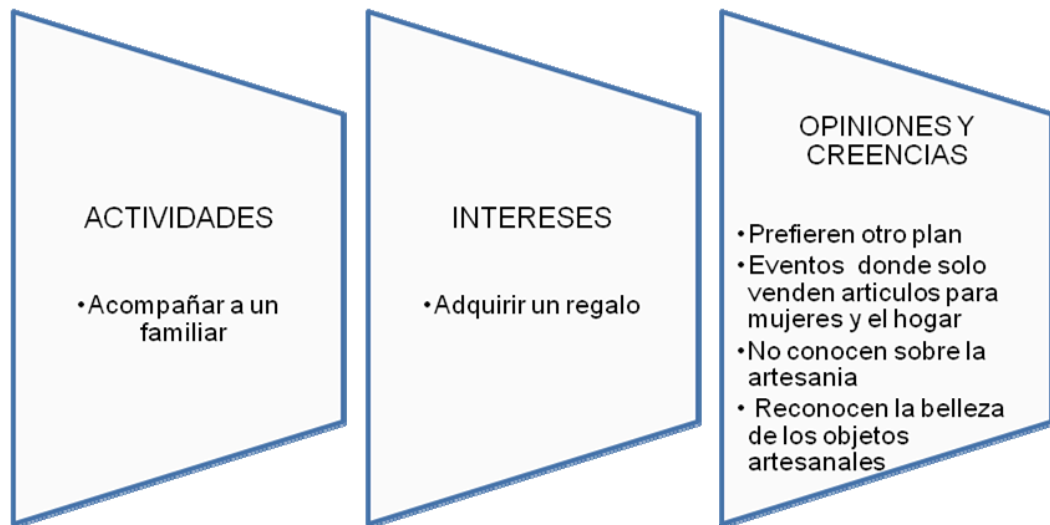 ACTIVIDADES
•Acompañar a un
familiar
INTERESES
•Adquirir un regalo
OPINIONES Y
CREENCIAS
•Prefieren otro plan
•Eventos donde solo
venden articulos para
mujeres y el hogar
•No conocen sobre la
artesania
• Reconocen la belleza
de los objetos
artesanales